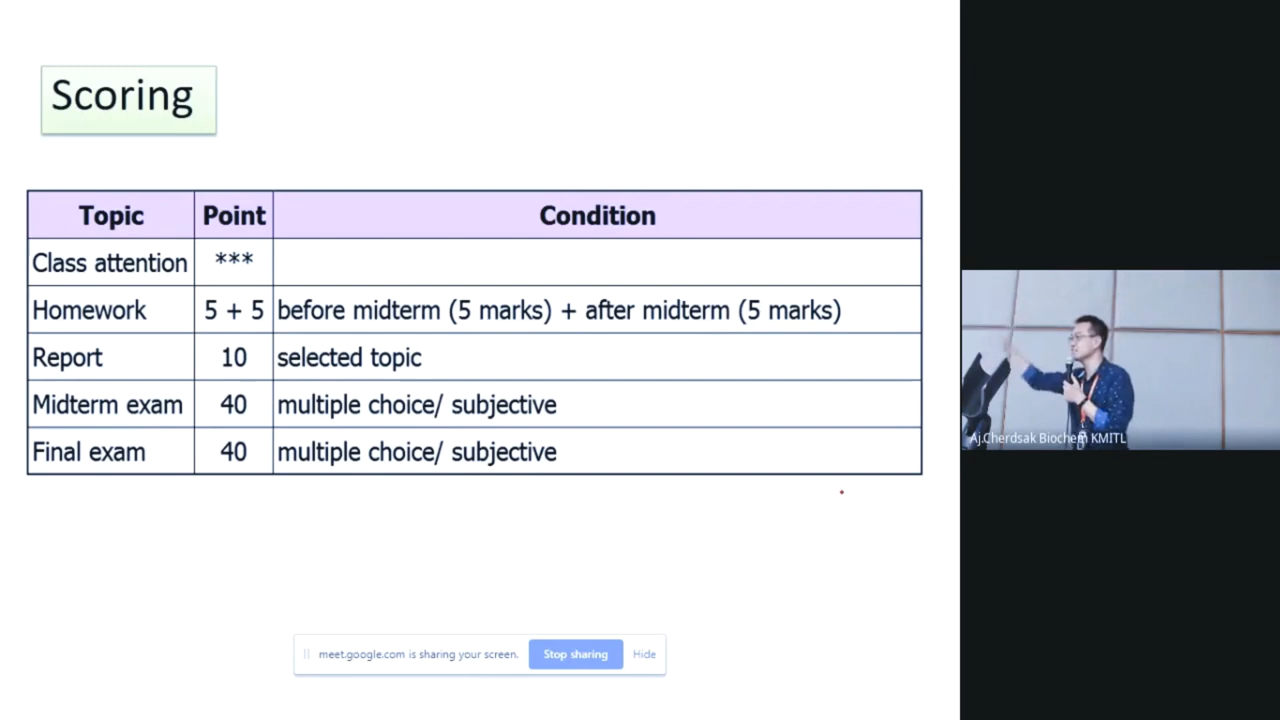 Scoring
Topic Point Condition
Class attention ***
Homework 5 + 5 before midterm (5 marks) + after midterm (5 marks)
Report 10 selected topic
Midterm exam 40 multiple choice/ subjective
Final exam 40 multiple choice/ subjective
Aj.Cherdsak Biochem KMITL
meet.google.com is sharing your screen. Stop sharing Hide